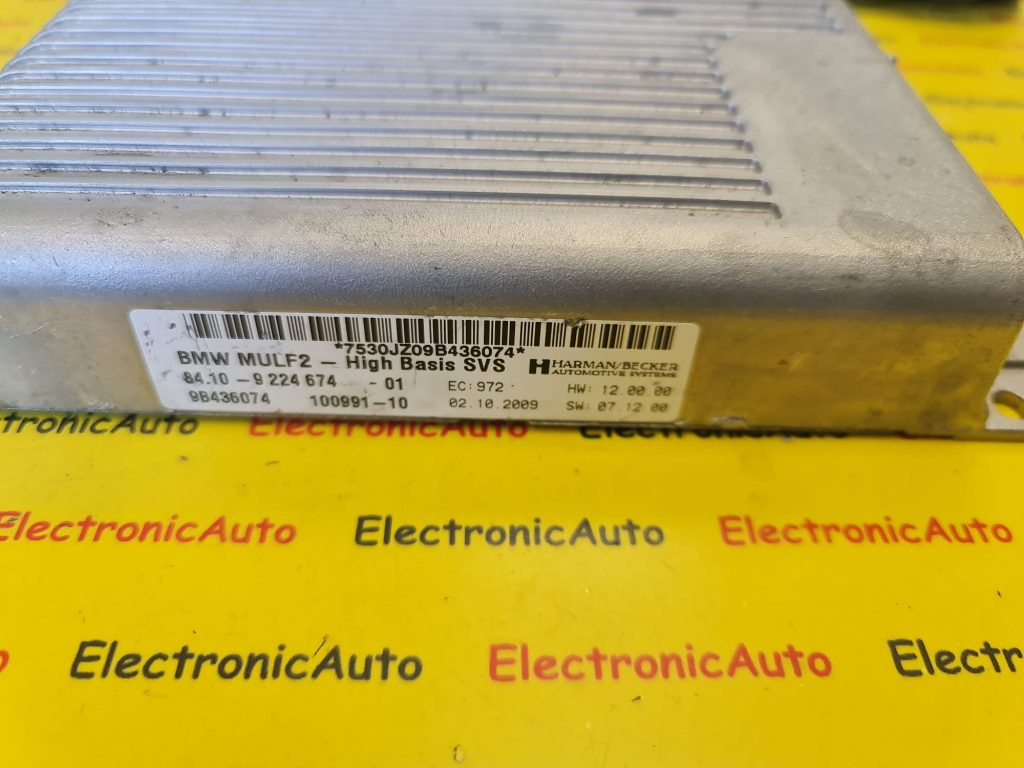 *7530JZ09B436074*
BMW MULF2 – High Basis SVS
HARMAN/BECKER
AUTOMOTIVE SYSTEMS
84.10 – 9 224 674 - 01 EC: 972 HW: 12.00.00
9B436074 100991–10 02.10.2009 SW: 07.12.00
ElectronicAuto ElectronicAuto
ElectronicAuto ElectronicAuto ElectronicAuto
ElectronicAuto ElectronicAuto Electronic